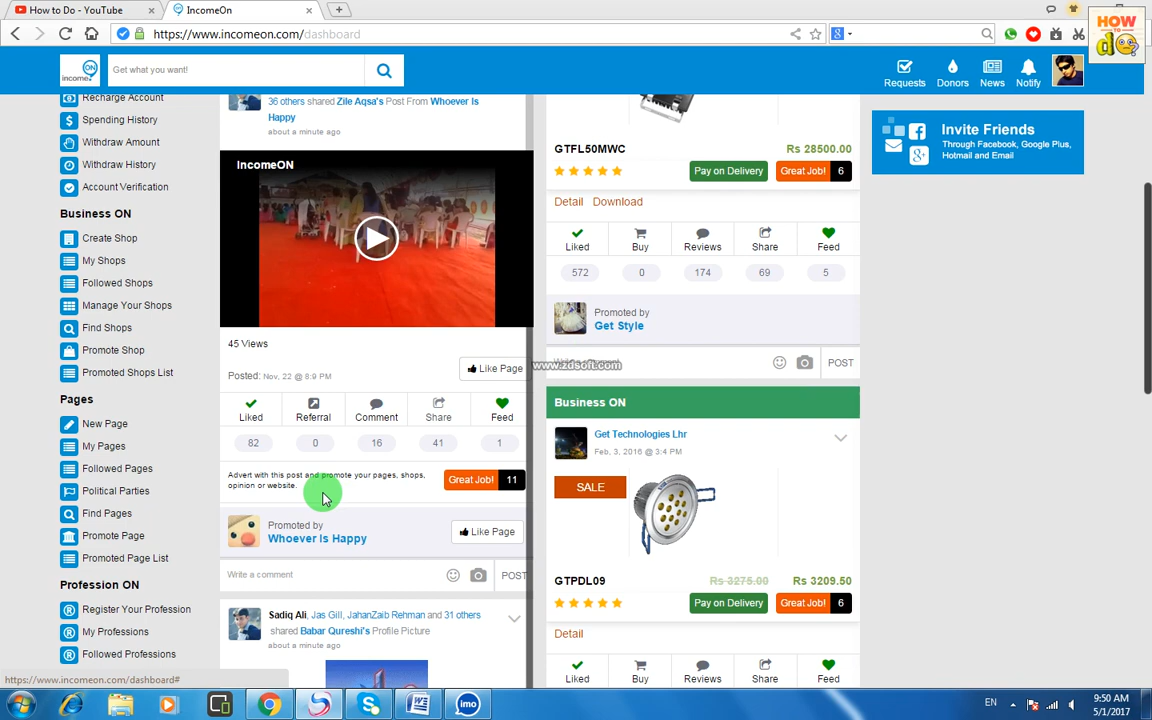 How to Do - YouTube
IncomeOn
https://www.incomeon.com/dashboard
HOW
TO
do
income
ON
Get what you want!
Requests
Donors
News
Notify
Recharge Account
Spending History
Withdraw Amount
Withdraw History
Account Verification
Business ON
Create Shop
My Shops
Followed Shops
Manage Your Shops
Find Shops
Promote Shop
Promoted Shops List
Pages
New Page
My Pages
Followed Pages
Political Parties
Find Pages
Promote Page
Promoted Page List
Profession ON
Register Your Profession
My Professions
Followed Professions
https://www.incomeon.com/dashboard#
36 others shared Zile Aqsa's Post From Whoever Is
Happy
about a minute ago
IncomeON
45 Views
Posted: Nov, 22 @ 8:9 PM
Like Page
Liked
Referral
Comment
Share
Feed
82
0
16
41
1
Advert with this post and promote your pages, shops,
opinion or website.
Great Job!
11
Promoted by
Whoever Is Happy
Like Page
Write a comment
POST
Sadiq Ali, Jas Gill, JahanZaib Rehman and 31 others
shared Babar Qureshi's Profile Picture
about a minute ago
GTFL50MWC
Rs 28500.00
Pay on Delivery
Great Job!
6
Detail
Download
Liked
Buy
Reviews
Share
Feed
572
0
174
69
5
Promoted by
Get Style
www.zdsoft.com
POST
Business ON
Get Technologies Lhr
Feb, 3, 2016 @ 3:4 PM
SALE
GTPDL09
Rs 3275.00
Rs 3209.50
Pay on Delivery
Great Job!
6
Detail
Liked
Buy
Reviews
Share
Feed
Invite Friends
Through Facebook, Google Plus,
Hotmail and Email
EN
9:50 AM
5/1/2017